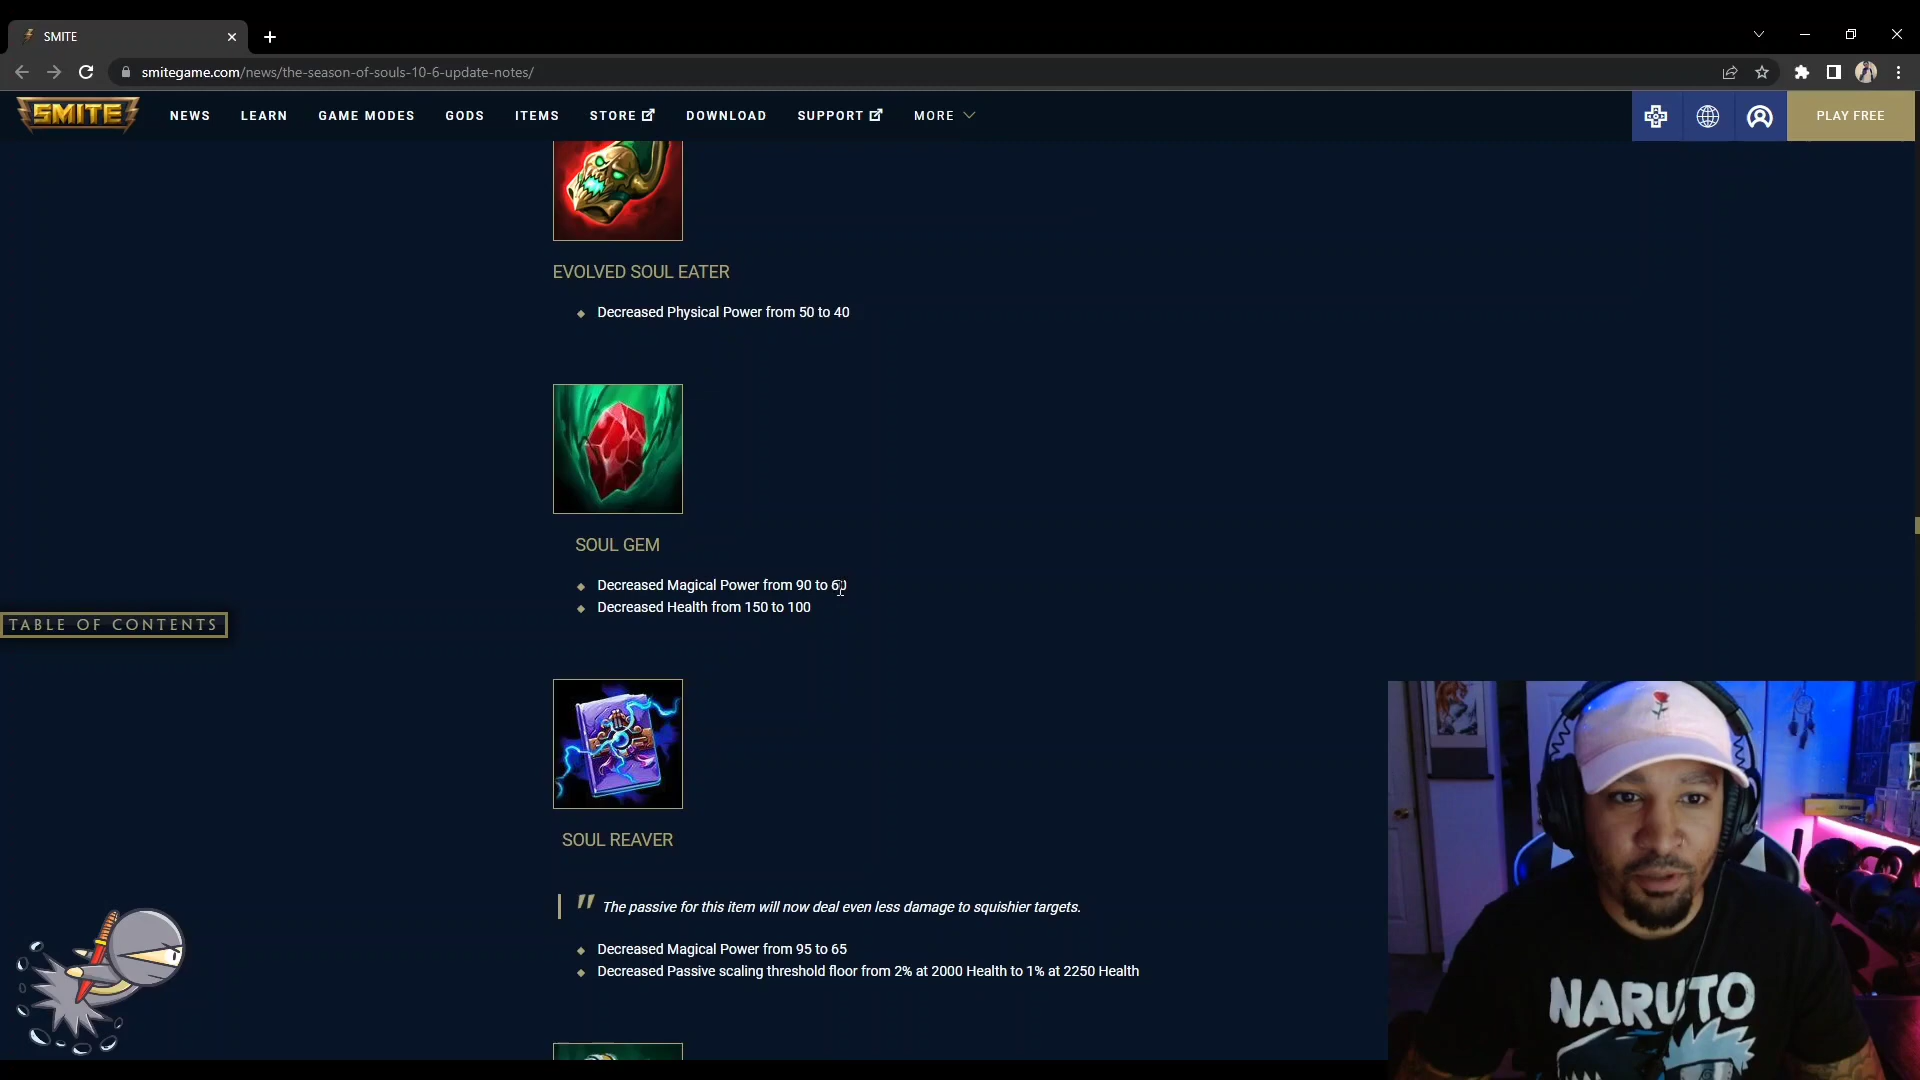 SMITE
smitegame.com/news/the-season-of-souls-10-6-update-notes/
SMITE NEWS LEARN GAME MODES GODS ITEMS STORE DOWNLOAD SUPPORT MORE PLAY FREE
EVOLVED SOUL EATER
Decreased Physical Power from 50 to 40
SOUL GEM
Decreased Magical Power from 90 to 60
Decreased Health from 150 to 100
TABLE OF CONTENTS
SOUL REAVER
" The passive for this item will now deal even less damage to squishier targets.
Decreased Magical Power from 95 to 65
Decreased Passive scaling threshold floor from 2% at 2000 Health to 1% at 2250 Health
NARUTO